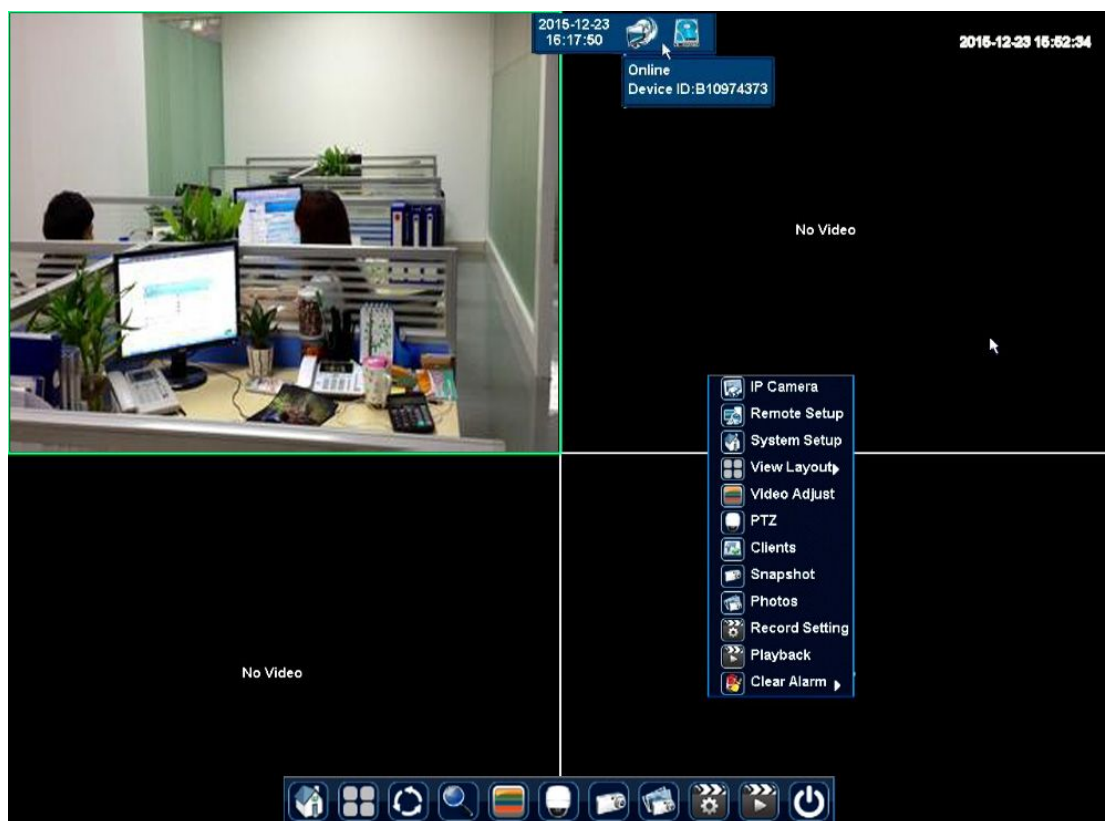 2015-12-23
16:17:50
2015-12-23 15:52:34
Online
Device ID:B10974373
No Video
IP Camera
Remote Setup
System Setup
View Layout
Video Adjust
PTZ
Clients
Snapshot
Photos
Record Setting
Playback
Clear Alarm
No Video